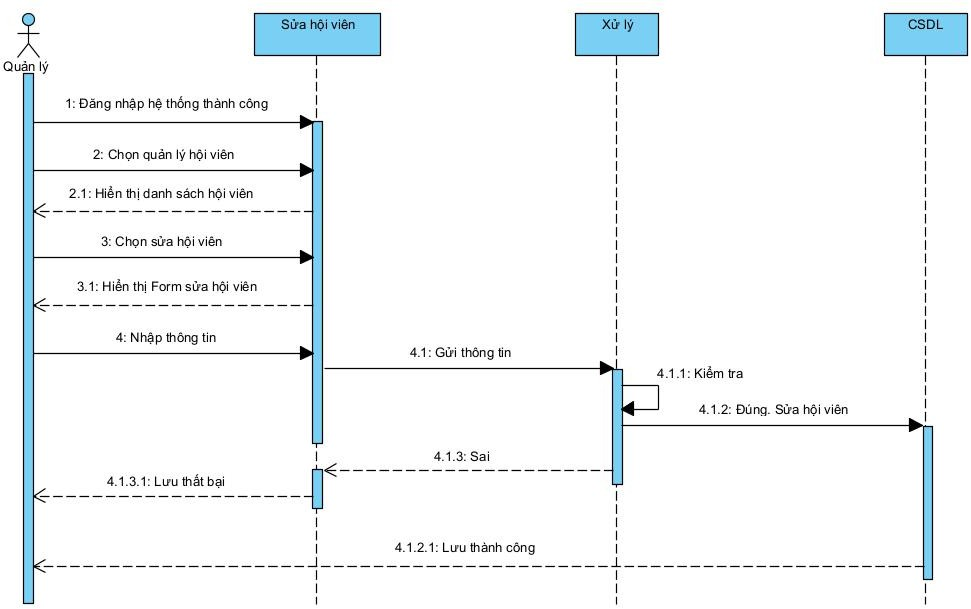 Sửa hội viên
Xử lý
CSDL
Quản lý
1: Đăng nhập hệ thống thành công
2: Chọn quản lý hội viên
2.1: Hiển thị danh sách hội viên
3: Chọn sửa hội viên
3.1: Hiển thị Form sửa hội viên
4: Nhập thông tin
4.1: Gửi thông tin
4.1.1: Kiểm tra
4.1.2: Đúng. Sửa hội viên
4.1.3: Sai
4.1.3.1: Lưu thất bại
4.1.2.1: Lưu thành công